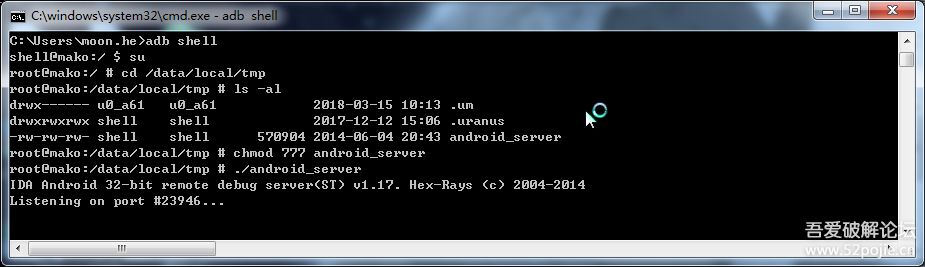 C:\windows\system32\cmd.exe - adb shell
C:\Users\moon.he>adb shell
shell@mako:/ $ su
root@mako:/ # cd /data/local/tmp
root@mako:/data/local/tmp # ls -al
drwx------ u0_a61   u0_a61            2018-03-15 10:13 .um
drwxrwxrwx shell    shell             2017-12-12 15:06 .uranus
-rw-rw-rw- shell    shell      570904 2014-06-04 20:43 android_server
root@mako:/data/local/tmp # chmod 777 android_server
root@mako:/data/local/tmp # ./android_server
IDA Android 32-bit remote debug server(ST) v1.17. Hex-Rays (c) 2004-2014
Listening on port #23946...
吾爱破解论坛
www.52pojie.cn